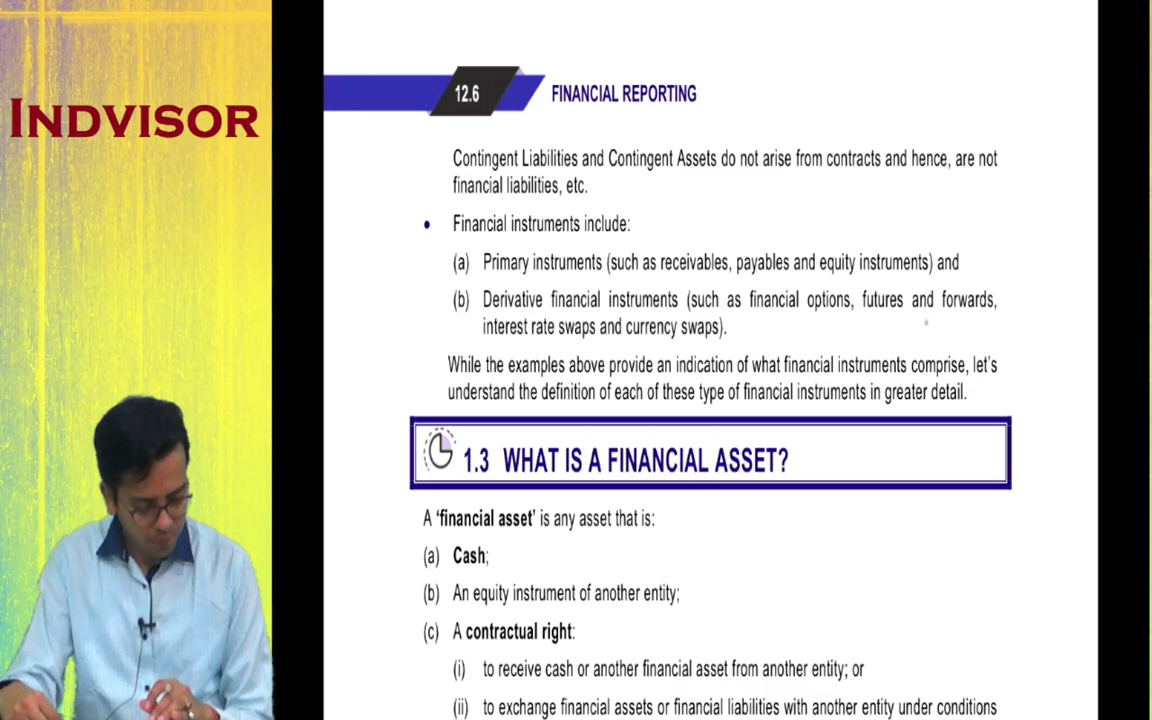 INDVISOR
12.6 FINANCIAL REPORTING
Contingent Liabilities and Contingent Assets do not arise from contracts and hence, are not
financial liabilities, etc.
• Financial instruments include:
(a) Primary instruments (such as receivables, payables and equity instruments) and
(b) Derivative financial instruments (such as financial options, futures and forwards,
interest rate swaps and currency swaps).
While the examples above provide an indication of what financial instruments comprise, let's
understand the definition of each of these type of financial instruments in greater detail.
1.3 WHAT IS A FINANCIAL ASSET?
A 'financial asset' is any asset that is:
(a) Cash;
(b) An equity instrument of another entity;
(c) A contractual right:
(i) to receive cash or another financial asset from another entity; or
(ii) to exchange financial assets or financial liabilities with another entity under conditions